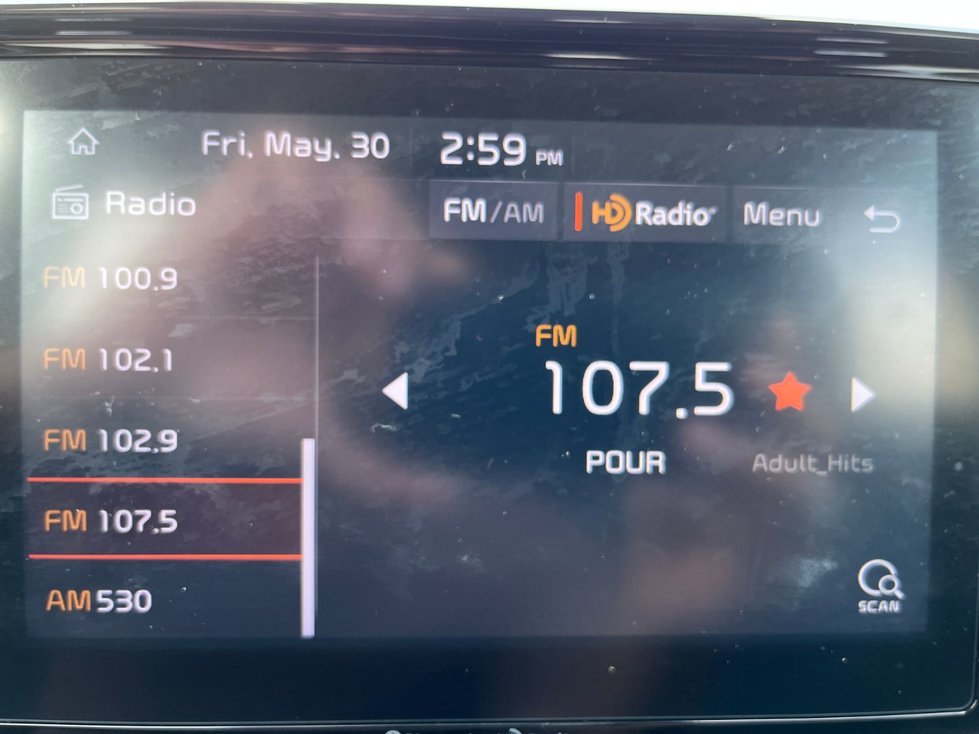 Fri, May. 30 2:59 PM
Radio FM/AM HD Radio Menu
FM 100.9
FM 102.1
FM 102.9
FM 107.5
AM 530
FM
107.5
POUR Adult_Hits
SCAN